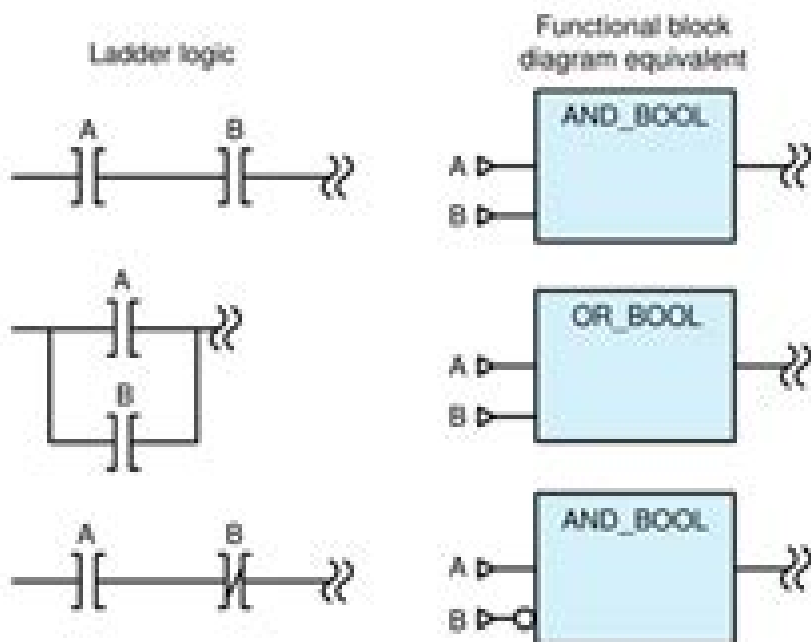 Ladder logic
Functional block
diagram equivalent
A
B
AND_BOOL
A
B
A
B
OR_BOOL
A
B
A
B
AND_BOOL
A
B